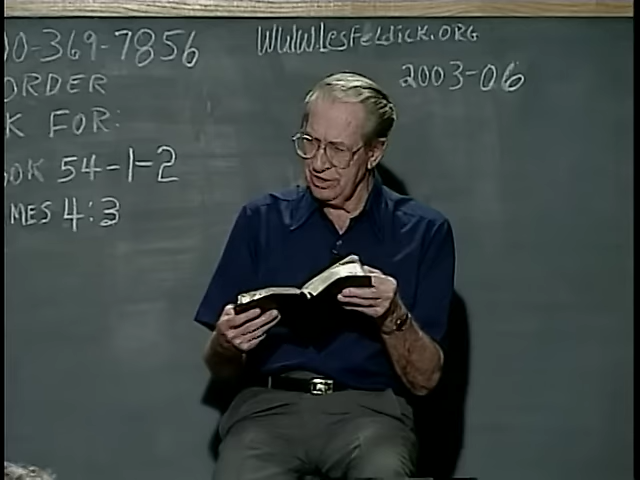 00-369-7856
WWW.LESFELDICK.ORG
2003-06
ORDER
K FOR:
OOK 54-1-2
MES 4:3